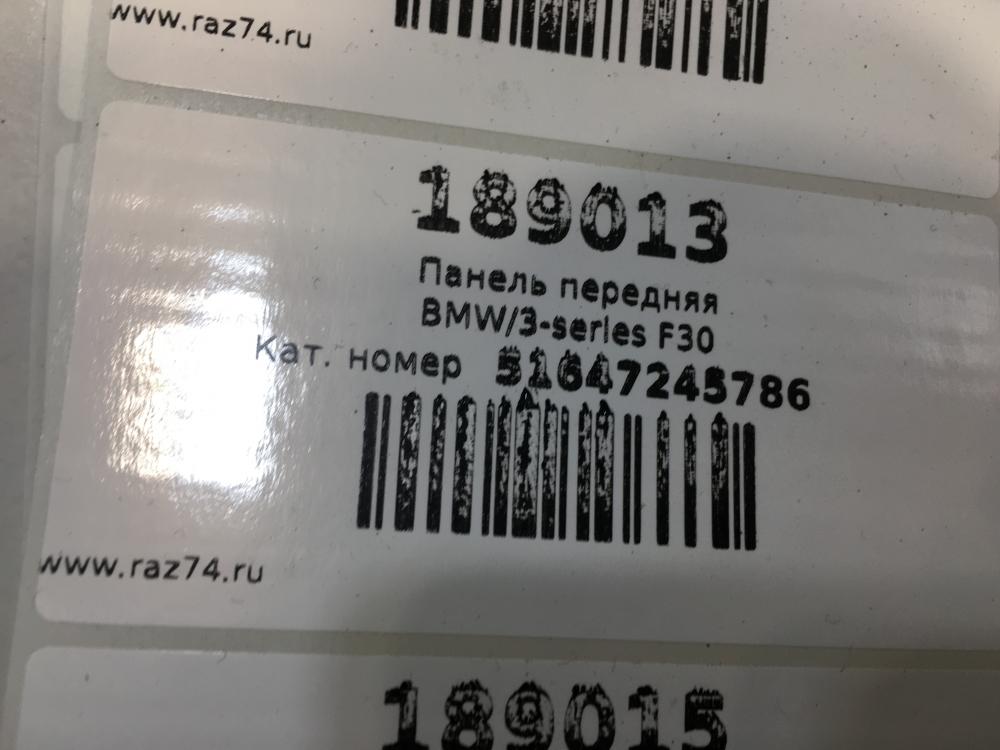 www.raz74.ru
189013
Панель передняя
BMW/3-series F30
Кат. номер 51647245786
www.raz74.ru
189015